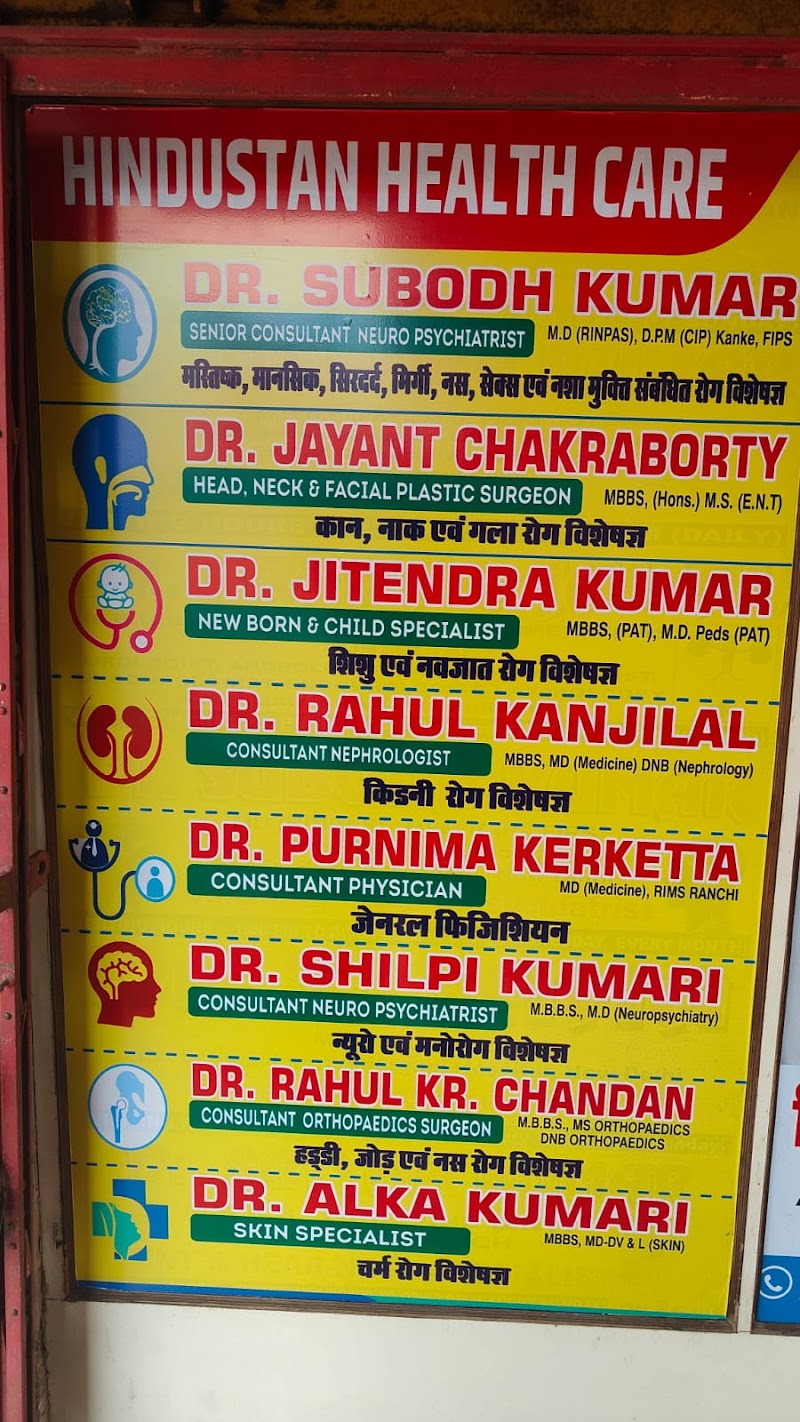 HINDUSTAN HEALTH CARE
DR. SUBODH KUMAR
SENIOR CONSULTANT NEURO PSYCHIATRIST
M.D (RINPAS), D.P.M (CIP) Kanke, FIPS
मस्तिष्क, मानसिक, सिरदर्द, मिर्गी, नस, सेक्स एवं नशा मुक्ति संबंधित रोग विशेषज्ञ
DR. JAYANT CHAKRABORTY
HEAD, NECK & FACIAL PLASTIC SURGEON
MBBS, (Hons.) M.S. (E.N.T)
कान, नाक एवं गला रोग विशेषज्ञ
DR. JITENDRA KUMAR
NEW BORN & CHILD SPECIALIST
MBBS, (PAT), M.D. Peds (PAT)
शिशु एवं नवजात रोग विशेषज्ञ
DR. RAHUL KANJILAL
CONSULTANT NEPHROLOGIST
MBBS, MD (Medicine) DNB (Nephrology)
किडनी रोग विशेषज्ञ
DR. PURNIMA KERKETTA
CONSULTANT PHYSICIAN
MD (Medicine), RIMS RANCHI
जेनरल फिजिशियन
DR. SHILPI KUMARI
CONSULTANT NEURO PSYCHIATRIST
M.B.B.S., M.D (Neuropsychiatry)
न्यूरो एवं मनोरोग विशेषज्ञ
DR. RAHUL KR. CHANDAN
CONSULTANT ORTHOPAEDICS SURGEON
M.B.B.S., MS ORTHOPAEDICS
DNB ORTHOPAEDICS
हड्डी, जोड़ एवं नस रोग विशेषज्ञ
DR. ALKA KUMARI
SKIN SPECIALIST
MBBS, MD-DV & L (SKIN)
चर्म रोग विशेषज्ञ